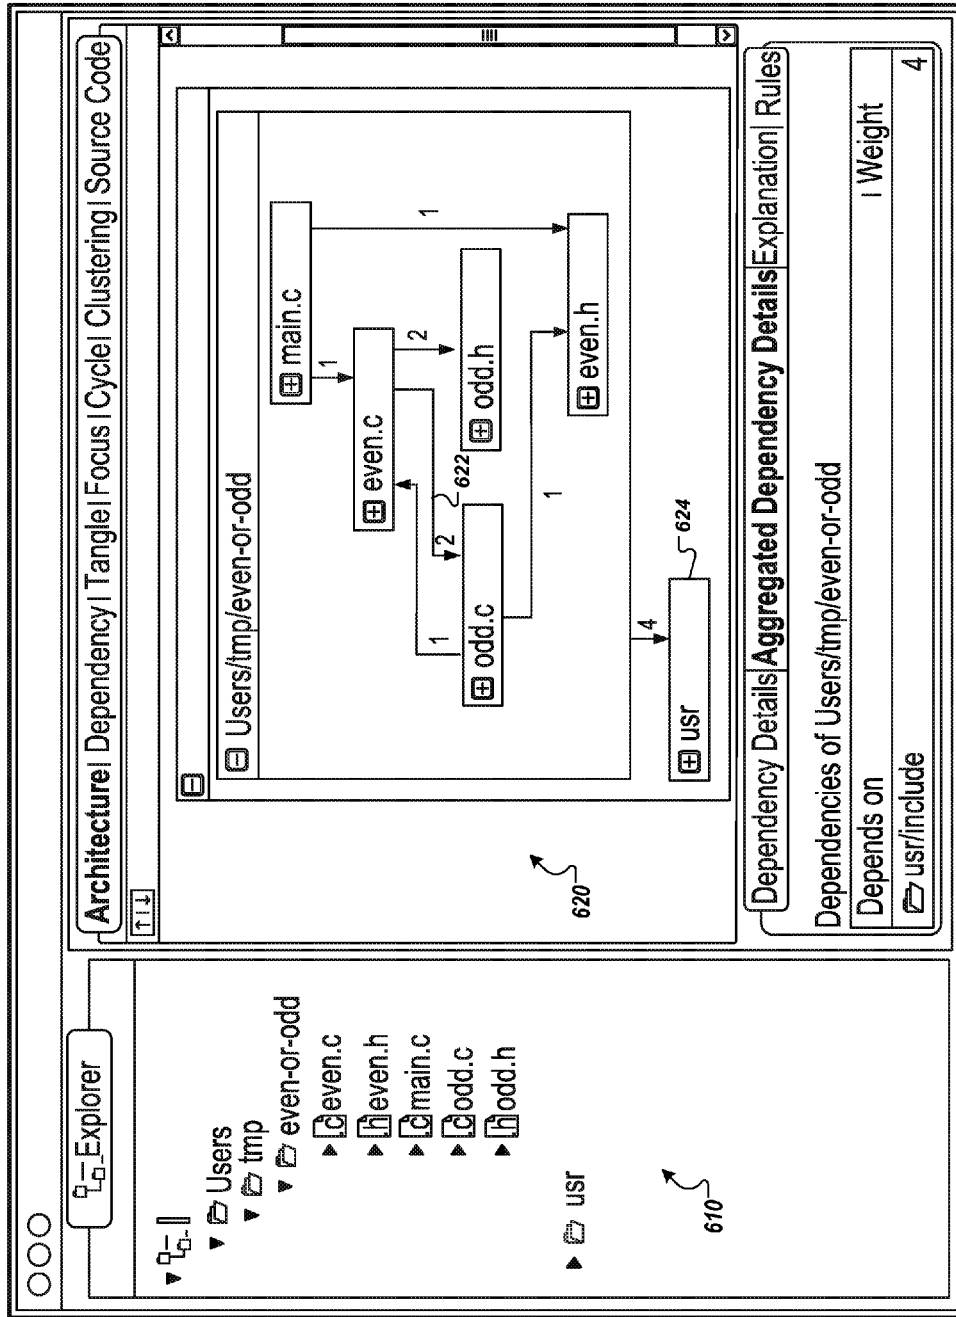 Explorer
Users
tmp
even-or-odd
.c even.c
.h even.h
.c main.c
.c odd.c
.h odd.h
usr
610
Architecture | Dependency | Tangle | Focus | Cycle | Clustering | Source Code
Users/tmp/even-or-odd
main.c
1
1
even.c
2
622
2
1
odd.c
odd.h
1
even.h
4
usr
624
620
Dependency Details | Aggregated Dependency Details | Explanation | Rules
Dependencies of Users/tmp/even-or-odd
Depends on | Weight
usr/include 4